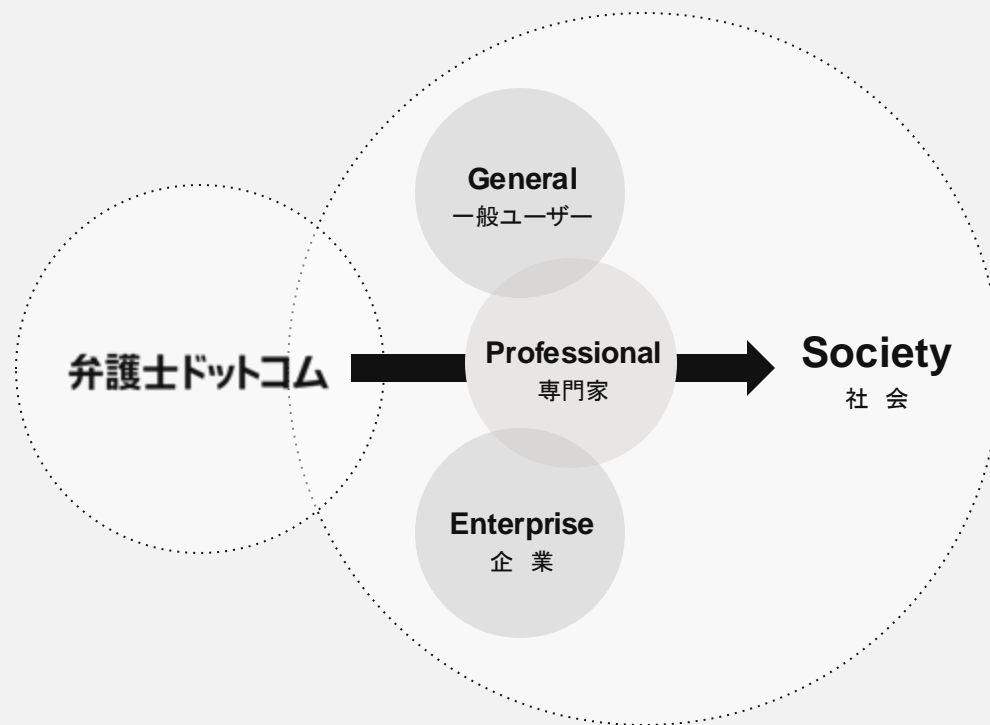 General
一般ユーザー
弁護士ドットコム
Professional
専門家
Society
社 会
Enterprise
企 業